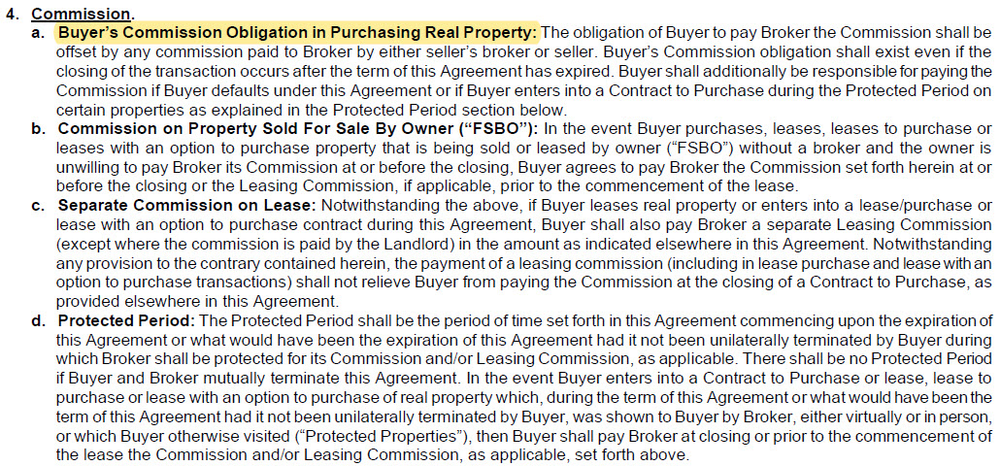 4. Commission.
a. Buyer's Commission Obligation in Purchasing Real Property: The obligation of Buyer to pay Broker the Commission shall be
offset by any commission paid to Broker by either seller's broker or seller. Buyer's Commission obligation shall exist even if the
closing of the transaction occurs after the term of this Agreement has expired. Buyer shall additionally be responsible for paying the
Commission if Buyer defaults under this Agreement or if Buyer enters into a Contract to Purchase during the Protected Period on
certain properties as explained in the Protected Period section below.
b. Commission on Property Sold For Sale By Owner ("FSBO"): In the event Buyer purchases, leases, leases to purchase or
leases with an option to purchase property that is being sold or leased by owner ("FSBO") without a broker and the owner is
unwilling to pay Broker its Commission at or before the closing, Buyer agrees to pay Broker the Commission set forth herein at or
before the closing or the Leasing Commission, if applicable, prior to the commencement of the lease.
c. Separate Commission on Lease: Notwithstanding the above, if Buyer leases real property or enters into a lease/purchase or
lease with an option to purchase contract during this Agreement, Buyer shall also pay Broker a separate Leasing Commission
(except where the commission is paid by the Landlord) in the amount as indicated elsewhere in this Agreement. Notwithstanding
any provision to the contrary contained herein, the payment of a leasing commission (including in lease purchase and lease with an
option to purchase transactions) shall not relieve Buyer from paying the Commission at the closing of a Contract to Purchase, as
provided elsewhere in this Agreement.
d. Protected Period: The Protected Period shall be the period of time set forth in this Agreement commencing upon the expiration of
this Agreement or what would have been the expiration of this Agreement had it not been unilaterally terminated by Buyer during
which Broker shall be protected for its Commission and/or Leasing Commission, as applicable. There shall be no Protected Period
if Buyer and Broker mutually terminate this Agreement. In the event Buyer enters into a Contract to Purchase or lease, lease to
purchase or lease with an option to purchase of real property which, during the term of this Agreement or what would have been the
term of this Agreement had it not been unilaterally terminated by Buyer, was shown to Buyer by Broker, either virtually or in person,
or which Buyer otherwise visited ("Protected Properties"), then Buyer shall pay Broker at closing or prior to the commencement of
the lease the Commission and/or Leasing Commission, as applicable, set forth above.